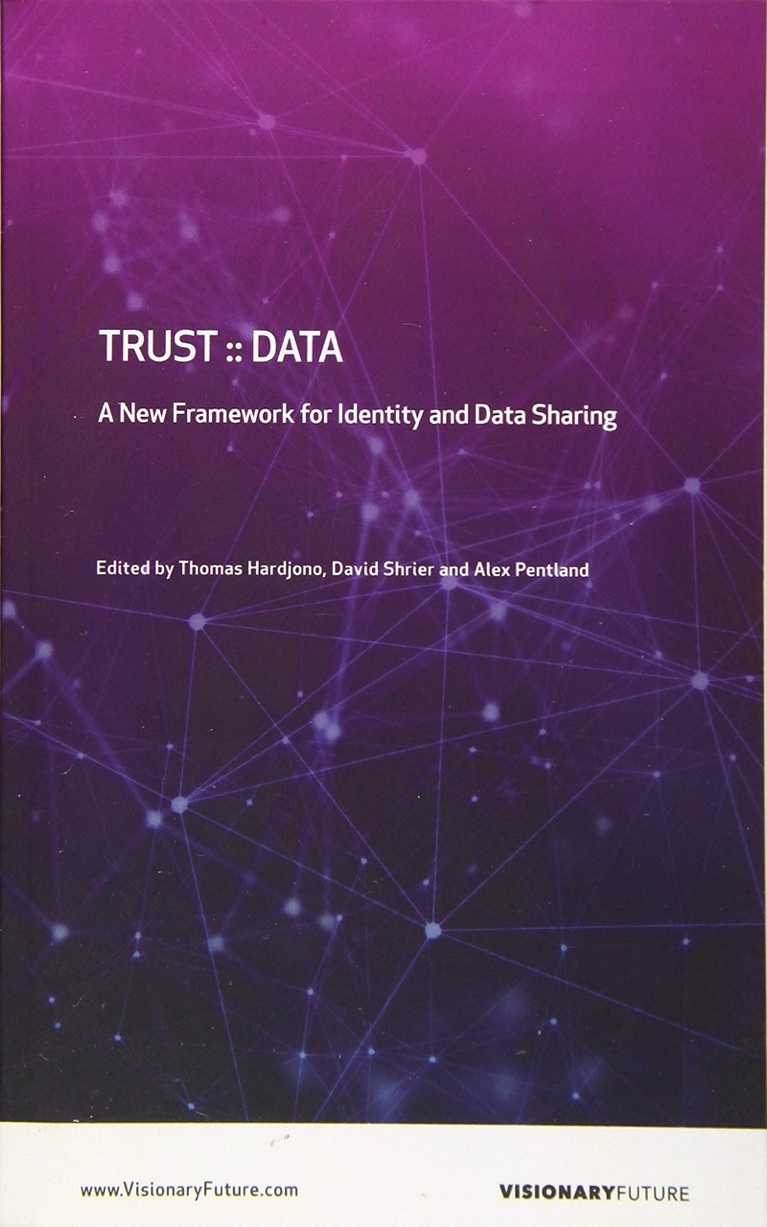 TRUST :: DATA
A New Framework for Identity and Data Sharing
Edited by Thomas Hardjono, David Shrier and Alex Pentland
www.VisionaryFuture.com VISIONARYFUTURE